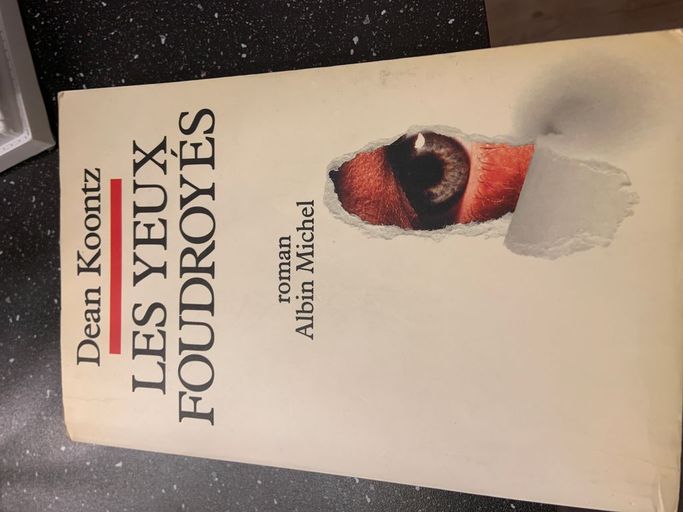 Dean Koontz
LES YEUX
FOUDROYÉS
roman
Albin Michel